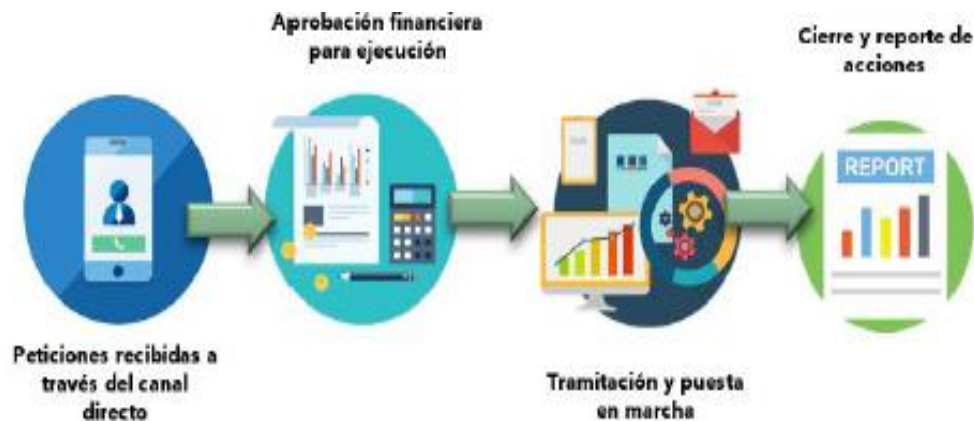 Peticiones recibidas a
través del canal
directo
Aprobación financiera
para ejecución
Tramitación y puesta
en marcha
Cierre y reporte de
acciones
REPORT